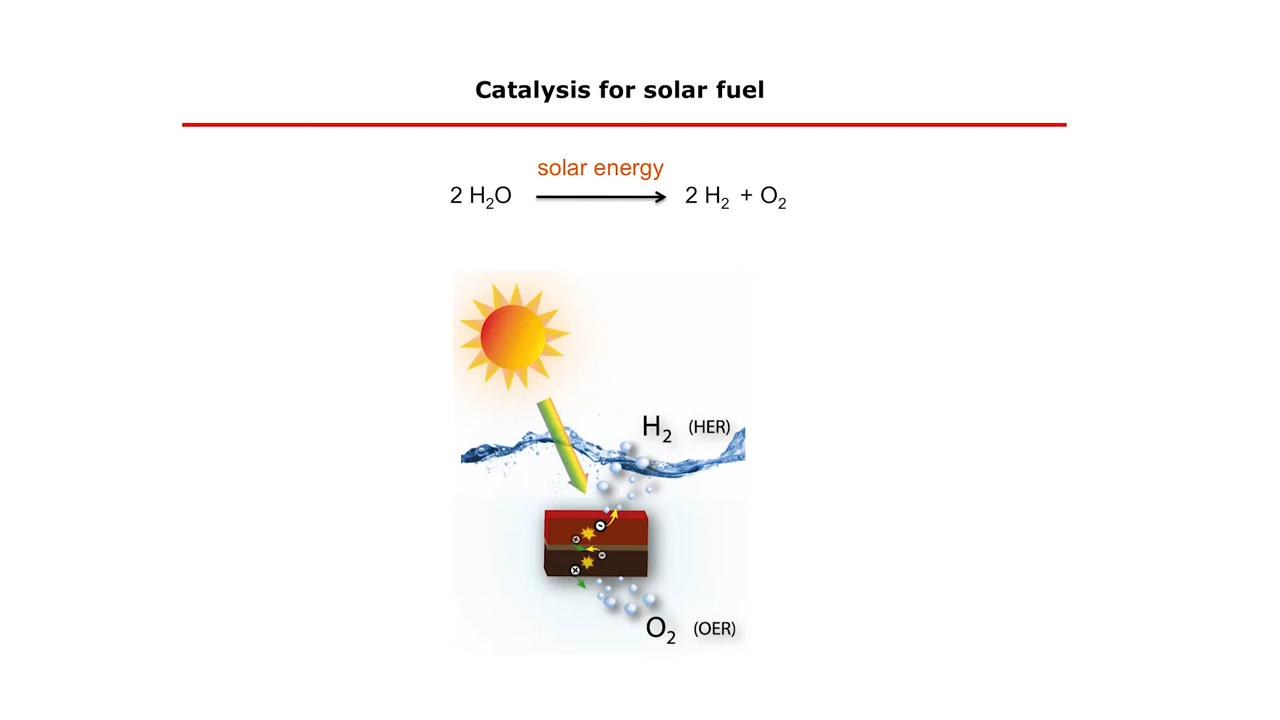 Catalysis for solar fuel
solar energy
2 H₂O → 2 H₂ + O₂
H₂ (HER)
O₂ (OER)